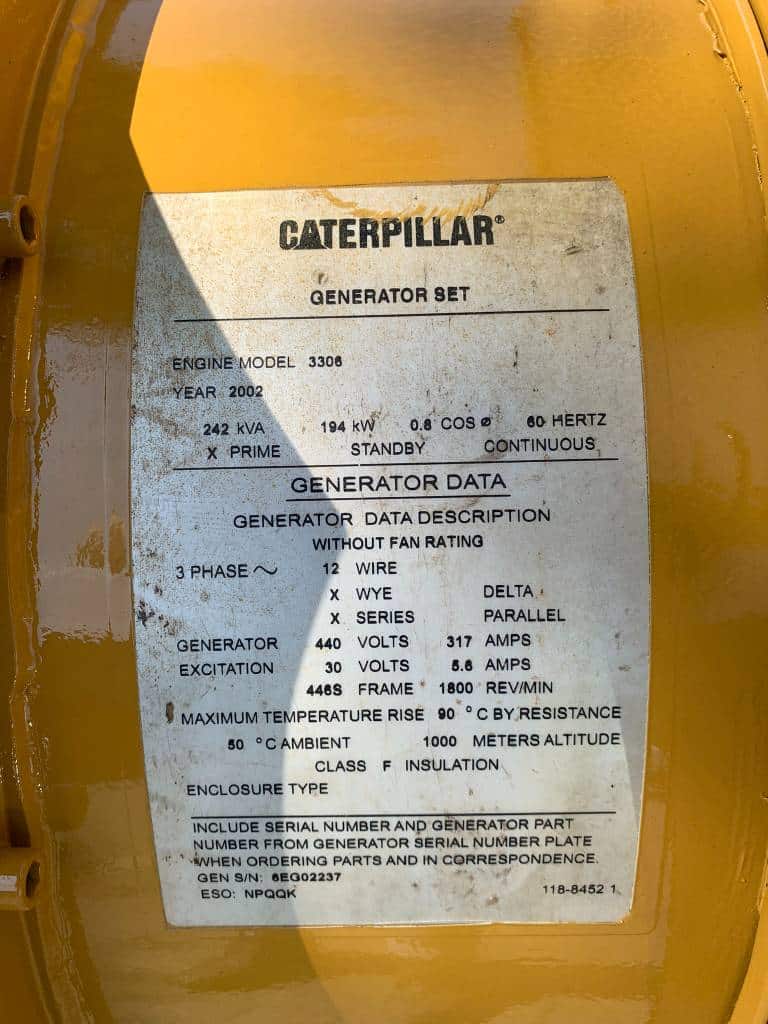 CATERPILLAR®
GENERATOR SET
ENGINE MODEL 3306
YEAR 2002
242 kVA 194 kW 0.8 COS ø 60 HERTZ
X PRIME STANDBY CONTINUOUS
GENERATOR DATA
GENERATOR DATA DESCRIPTION
WITHOUT FAN RATING
3 PHASE ~ 12 WIRE
X WYE DELTA
X SERIES PARALLEL
GENERATOR 440 VOLTS 317 AMPS
EXCITATION 30 VOLTS 5.6 AMPS
446S FRAME 1800 REV/MIN
MAXIMUM TEMPERATURE RISE 90 °C BY RESISTANCE
50 °C AMBIENT 1000 METERS ALTITUDE
CLASS F INSULATION
ENCLOSURE TYPE
INCLUDE SERIAL NUMBER AND GENERATOR PART
NUMBER FROM GENERATOR SERIAL NUMBER PLATE
WHEN ORDERING PARTS AND IN CORRESPONDENCE.
GEN S/N: 6EG02237
ESO: NPQQK 118-8452 1